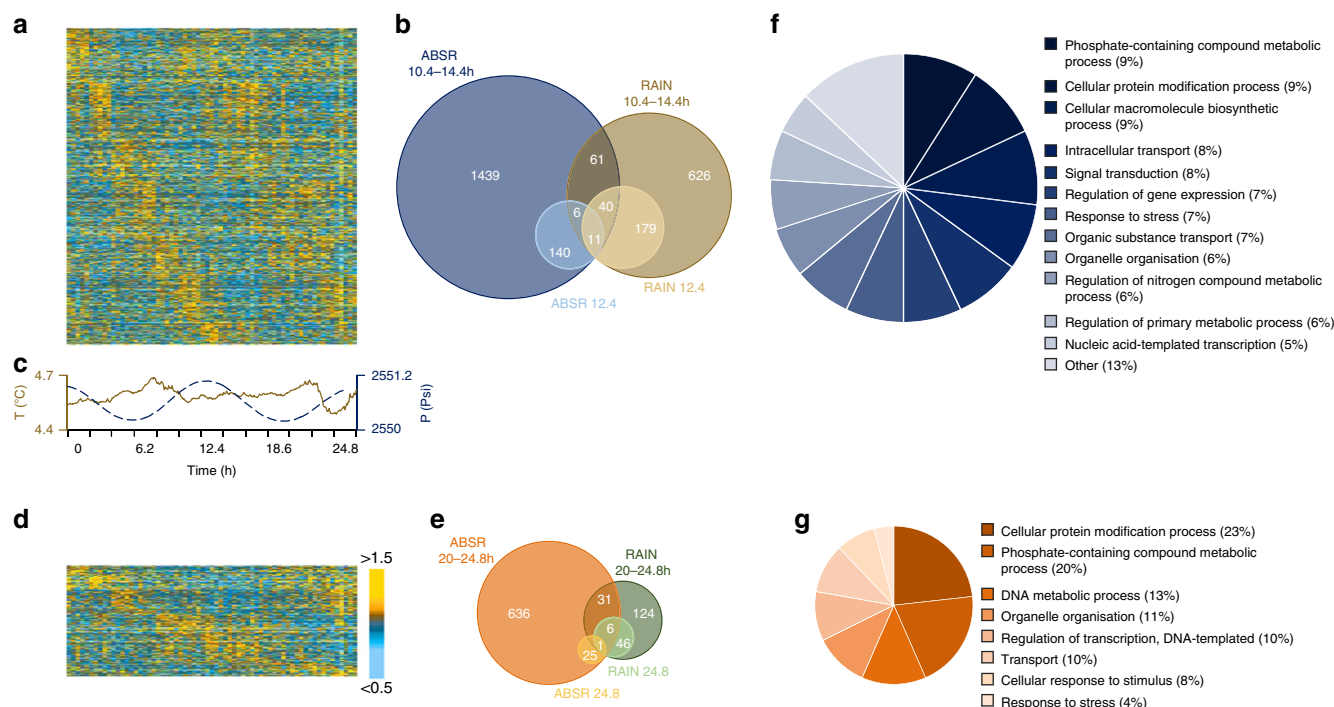 a
b
ABSR
10.4–14.4h
RAIN
10.4–14.4h
1439
61
626
6
40
140
11
179
ABSR 12.4
RAIN 12.4
c
4.7
4.4
T (°C)
2551.2
2550
P (Psi)
0
6.2
12.4
18.6
24.8
Time (h)
d
>1.5
<0.5
e
ABSR
20–24.8h
RAIN
20–24.8h
636
31
124
6
1
46
25
RAIN 24.8
ABSR 24.8
f
Phosphate-containing compound metabolic
process (9%)
Cellular protein modification process (9%)
Cellular macromolecule biosynthetic
process (9%)
Intracellular transport (8%)
Signal transduction (8%)
Regulation of gene expression (7%)
Response to stress (7%)
Organic substance transport (7%)
Organelle organisation (6%)
Regulation of nitrogen compound metabolic
process (6%)
Regulation of primary metabolic process (6%)
Nucleic acid-templated transcription (5%)
Other (13%)
g
Cellular protein modification process (23%)
Phosphate-containing compound metabolic
process (20%)
DNA metabolic process (13%)
Organelle organisation (11%)
Regulation of transcription, DNA-templated (10%)
Transport (10%)
Cellular response to stimulus (8%)
Response to stress (4%)